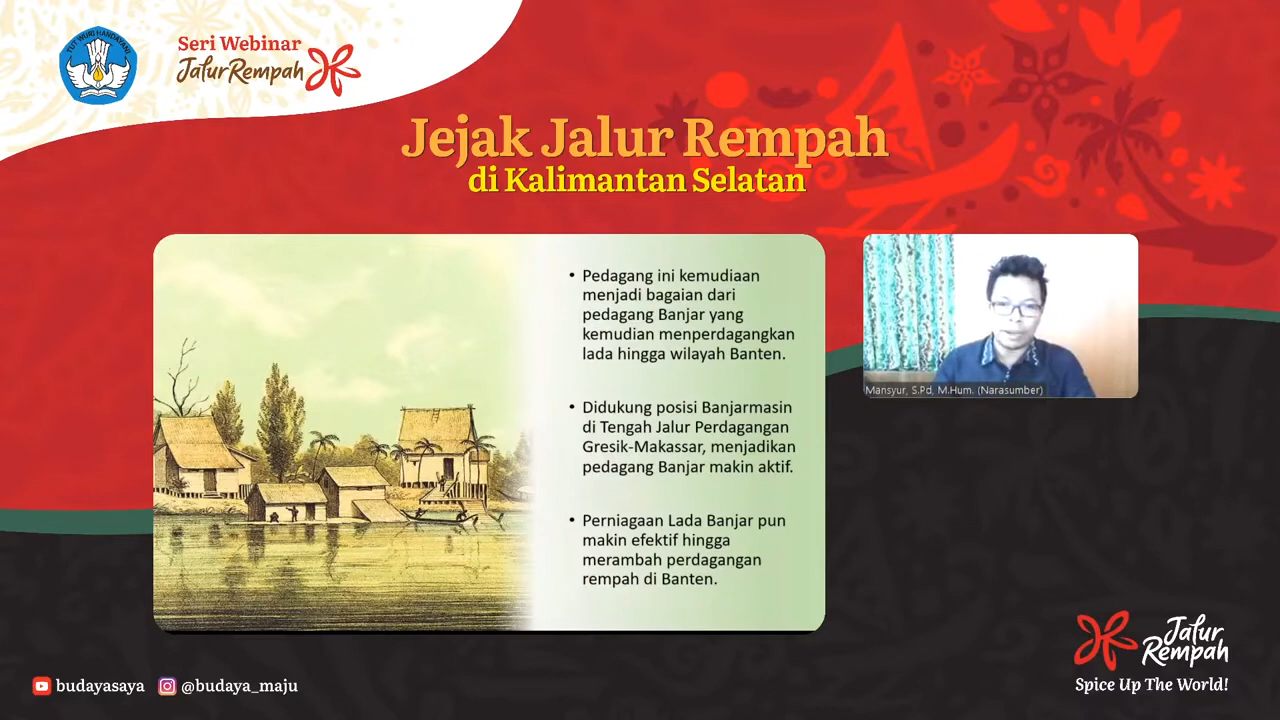 TUT WURI HANDAYANI
Seri Webinar
Jalur Rempah
Jejak Jalur Rempah
di Kalimantan Selatan
• Pedagang ini kemudiaan
menjadi bagaian dari
pedagang Banjar yang
kemudian menperdagangkan
lada hingga wilayah Banten.
• Didukung posisi Banjarmasin
di Tengah Jalur Perdagangan
Gresik-Makassar, menjadikan
pedagang Banjar makin aktif.
• Perniagaan Lada Banjar pun
makin efektif hingga
merambah perdagangan
rempah di Banten.
Mansyur, S.Pd, M.Hum. (Narasumber)
Jalur
Rempah
Spice Up The World!
budayasaya @budaya_maju